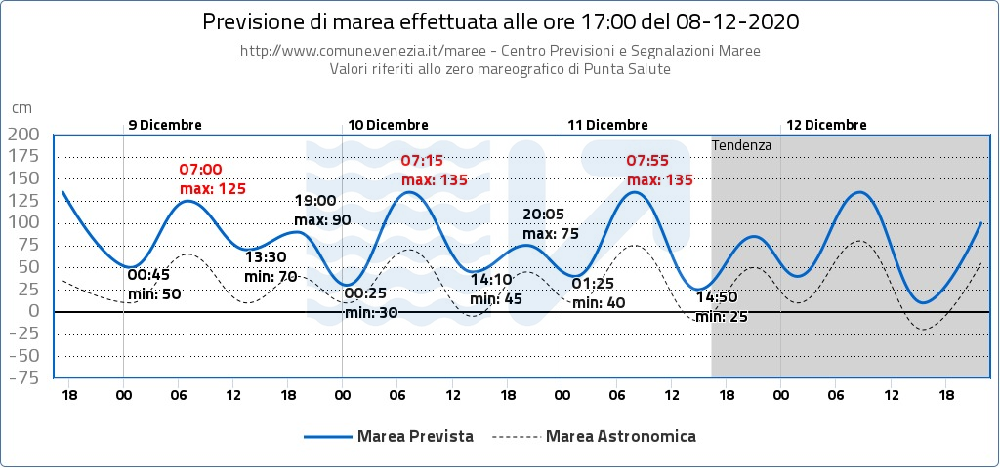 Previsione di marea effettuata alle ore 17:00 del 08-12-2020
http://www.comune.venezia.it/maree - Centro Previsioni e Segnalazioni Maree
Valori riferiti allo zero mareografico di Punta Salute
cm
9 Dicembre
10 Dicembre
11 Dicembre
12 Dicembre
200
175
150
125
100
75
50
25
0
-25
-50
-75
Tendenza
07:00
max: 125
07:15
max: 135
07:55
max: 135
19:00
max: 90
20:05
max: 75
00:45
min: 50
13:30
min: 70
00:25
min: 30
14:10
min: 45
01:25
min: 40
14:50
min: 25
18 00 06 12 18 00 06 12 18 00 06 12 18 00 06 12 18
Marea Prevista
Marea Astronomica